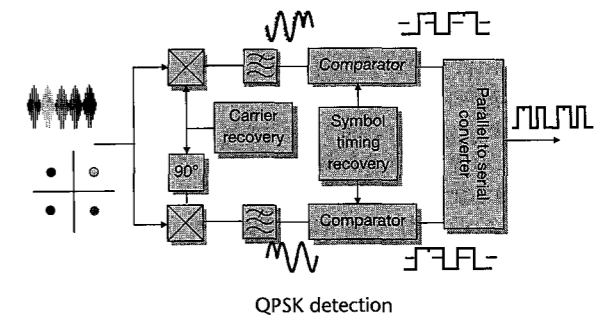 Comparator
Carrier
recovery
Symbol
timing
recovery
Parallel to serial
converter
90°
Comparator
QPSK detection